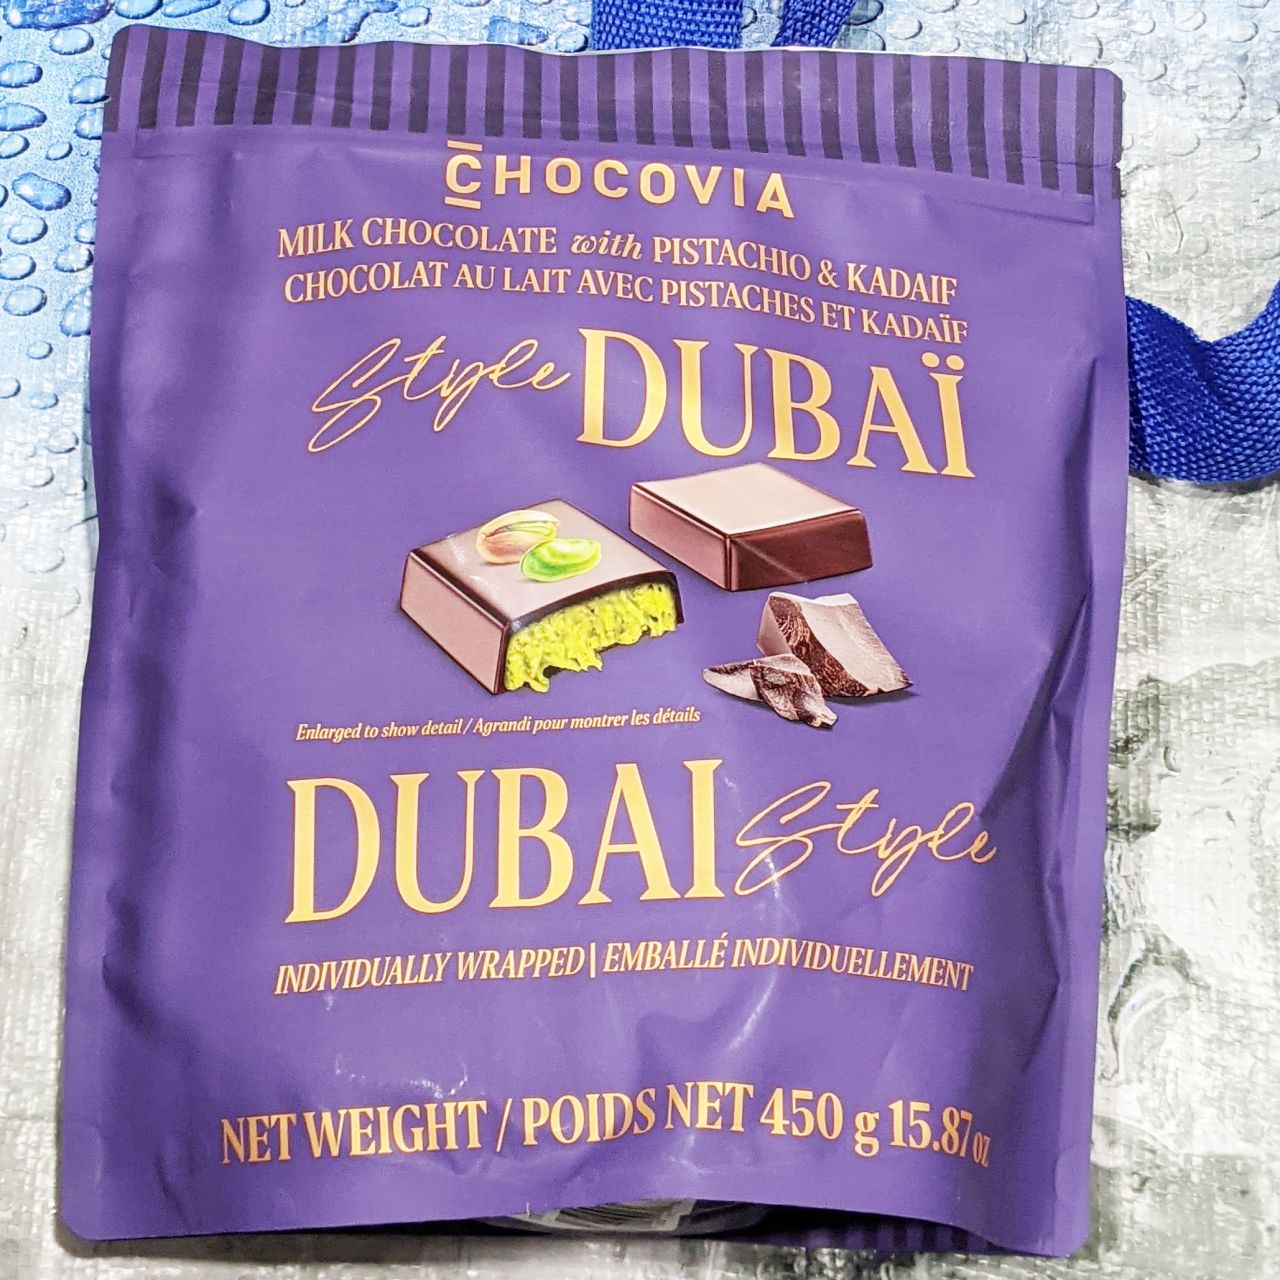 CHOCOVIA
MILK CHOCOLATE with PISTACHIO & KADAIF
CHOCOLAT AU LAIT AVEC PISTACHES ET KADAÏF
Style DUBAÏ
Enlarged to show detail / Agrandi pour montrer les détails
DUBAI Style
INDIVIDUALLY WRAPPED | EMBALLÉ INDIVIDUELLEMENT
NET WEIGHT / POIDS NET 450 g 15.87 oz